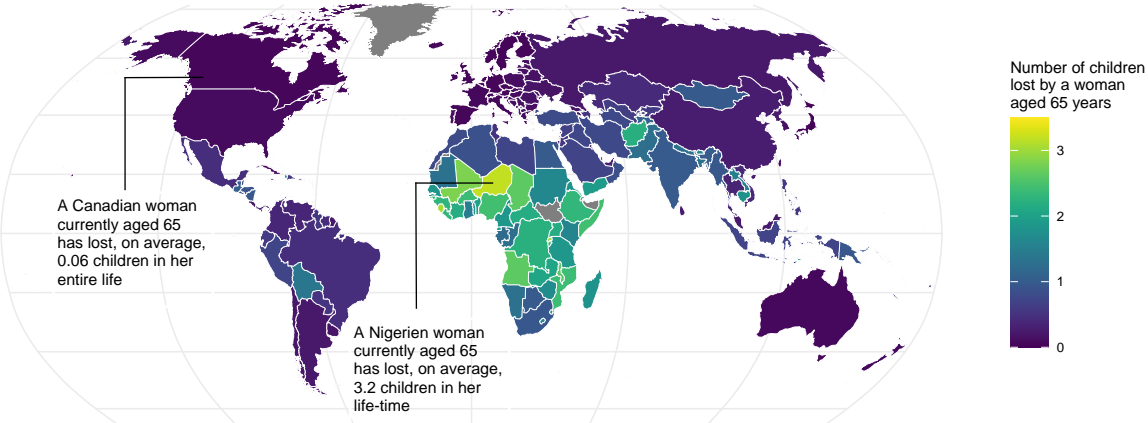 Number of children
lost by a woman
aged 65 years
3
2
1
0
A Canadian woman
currently aged 65
has lost, on average,
0.06 children in her
entire life
A Nigerien woman
currently aged 65
has lost, on average,
3.2 children in her
life-time